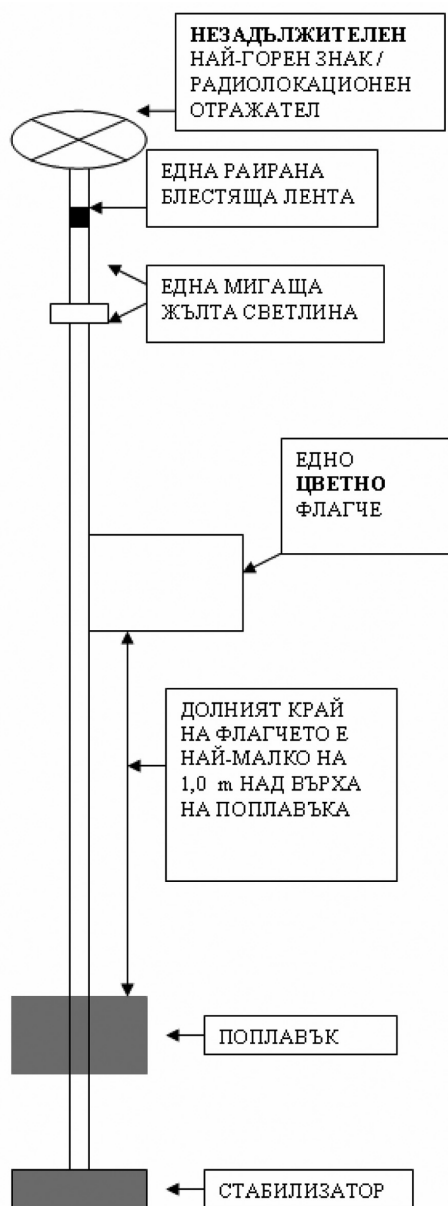 НЕЗАДЪЛЖИТЕЛЕН
НАЙ-ГОРЕН ЗНАК /
РАДИОЛОКАЦИОНЕН
ОТРАЖАТЕЛ
ЕДНА РАИРАНА
БЛЕСТЯЩА ЛЕНТА
ЕДНА МИГАЩА
ЖЪЛТА СВЕТЛИНА
ЕДНО
ЦВЕТНО
ФЛАГЧЕ
ДОЛНИЯТ КРАЙ
НА ФЛАГЧЕТО Е
НАЙ-МАЛКО НА
1,0 m НАД ВЪРХА
НА ПОПЛАВЪКА
ПОПЛАВЪК
СТАБИЛИЗАТОР